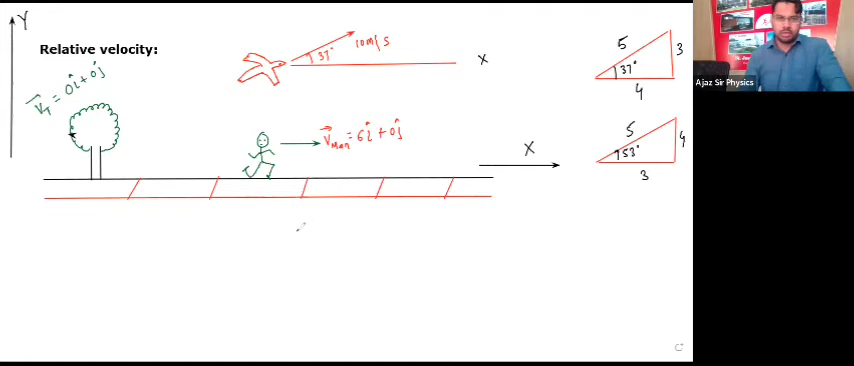 Y
Relative velocity:
V_T = 0î + 0ĵ
37°
10 m/s
X
V_Man = 6î + 0ĵ
X
5
3
37°
4
5
4
53°
3
Ajaz Sir Physics